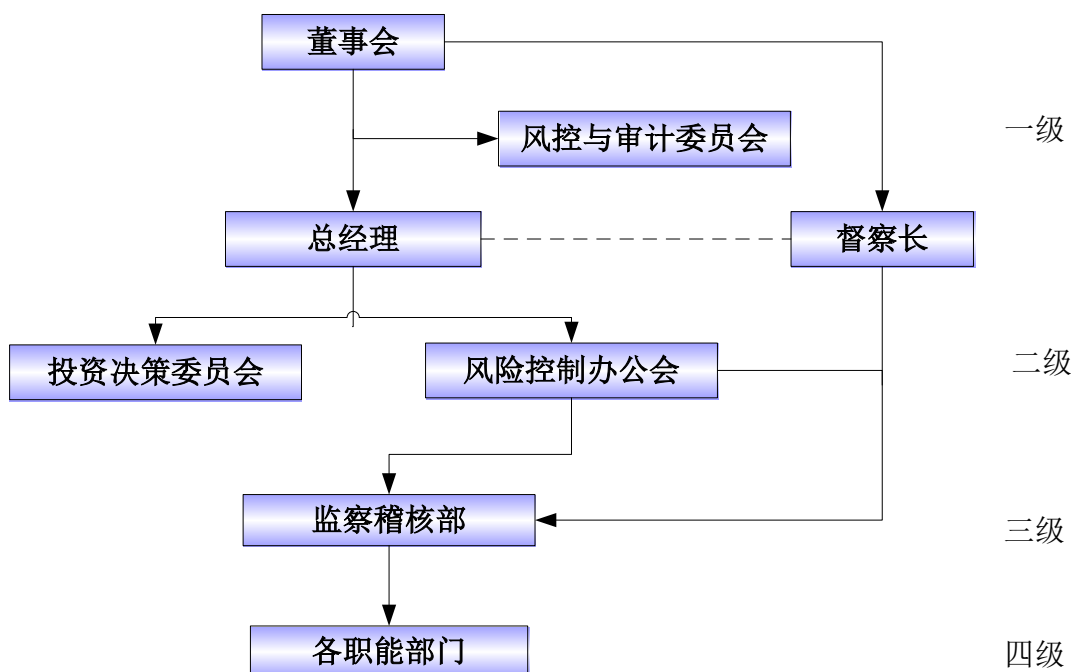 董事会
风控与审计委员会
一级
总经理
督察长
投资决策委员会
风险控制办公会
二级
监察稽核部
三级
各职能部门
四级